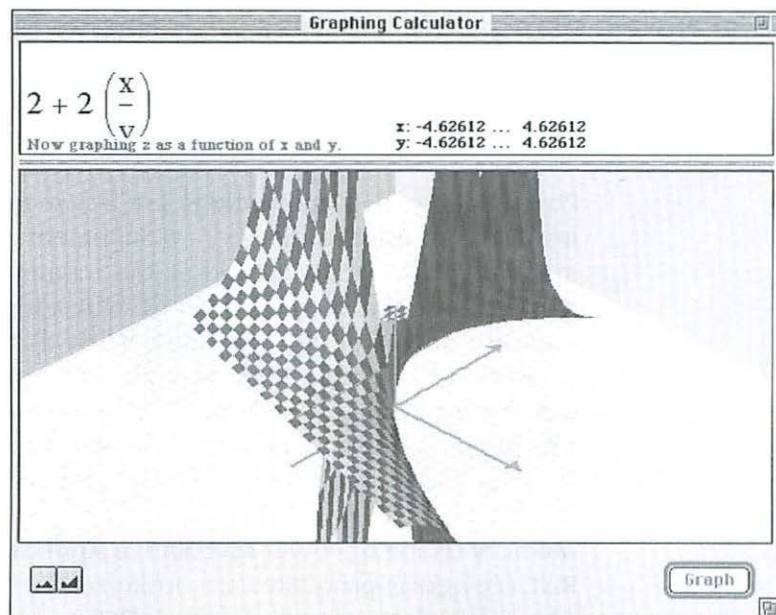 Graphing Calculator
2 + 2 (x/y)
Now graphing z as a function of x and y.
x: -4.62612 ... 4.62612
y: -4.62612 ... 4.62612
Graph